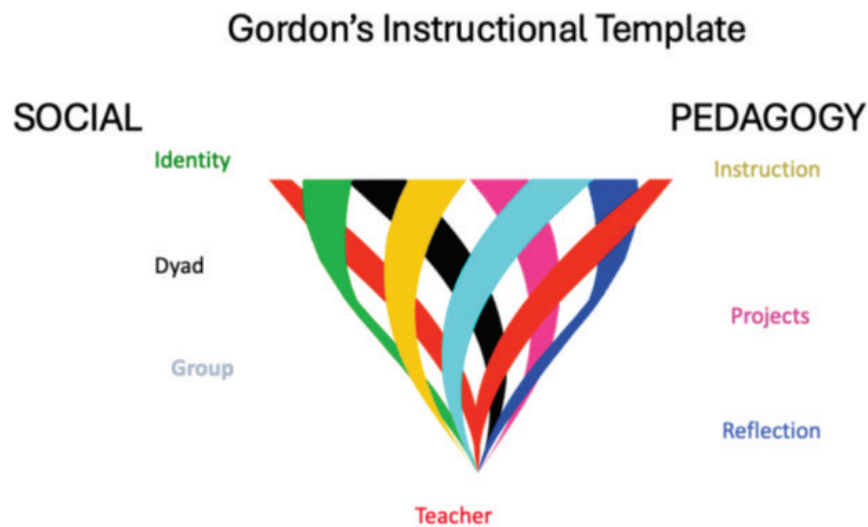 Gordon’s Instructional Template
SOCIAL
PEDAGOGY
Identity
Instruction
Dyad
Projects
Group
Reflection
Teacher